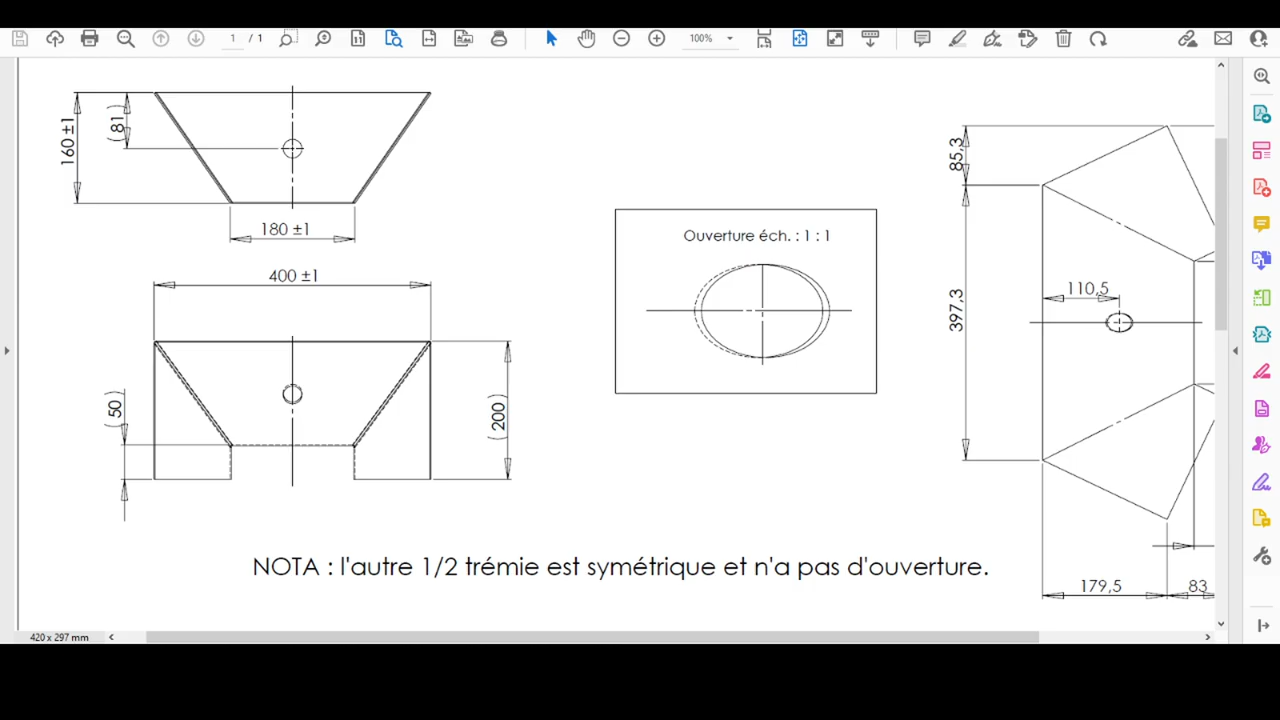 1 / 1
100%
160 ±1
( 81 )
180 ±1
400 ±1
( 50 )
( 200 )
Ouverture éch. : 1 : 1
85,3
397,3
110,5
179,5
83
NOTA : l'autre 1/2 trémie est symétrique et n'a pas d'ouverture.
420 x 297 mm